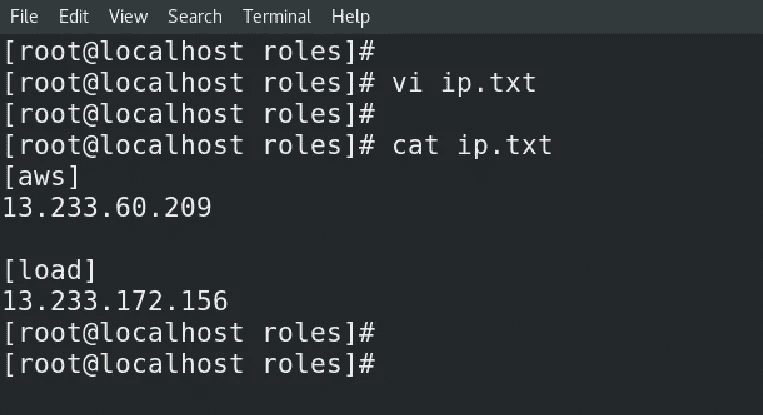 File Edit View Search Terminal Help
[root@localhost roles]#
[root@localhost roles]# vi ip.txt
[root@localhost roles]#
[root@localhost roles]# cat ip.txt
[aws]
13.233.60.209
[load]
13.233.172.156
[root@localhost roles]#
[root@localhost roles]#